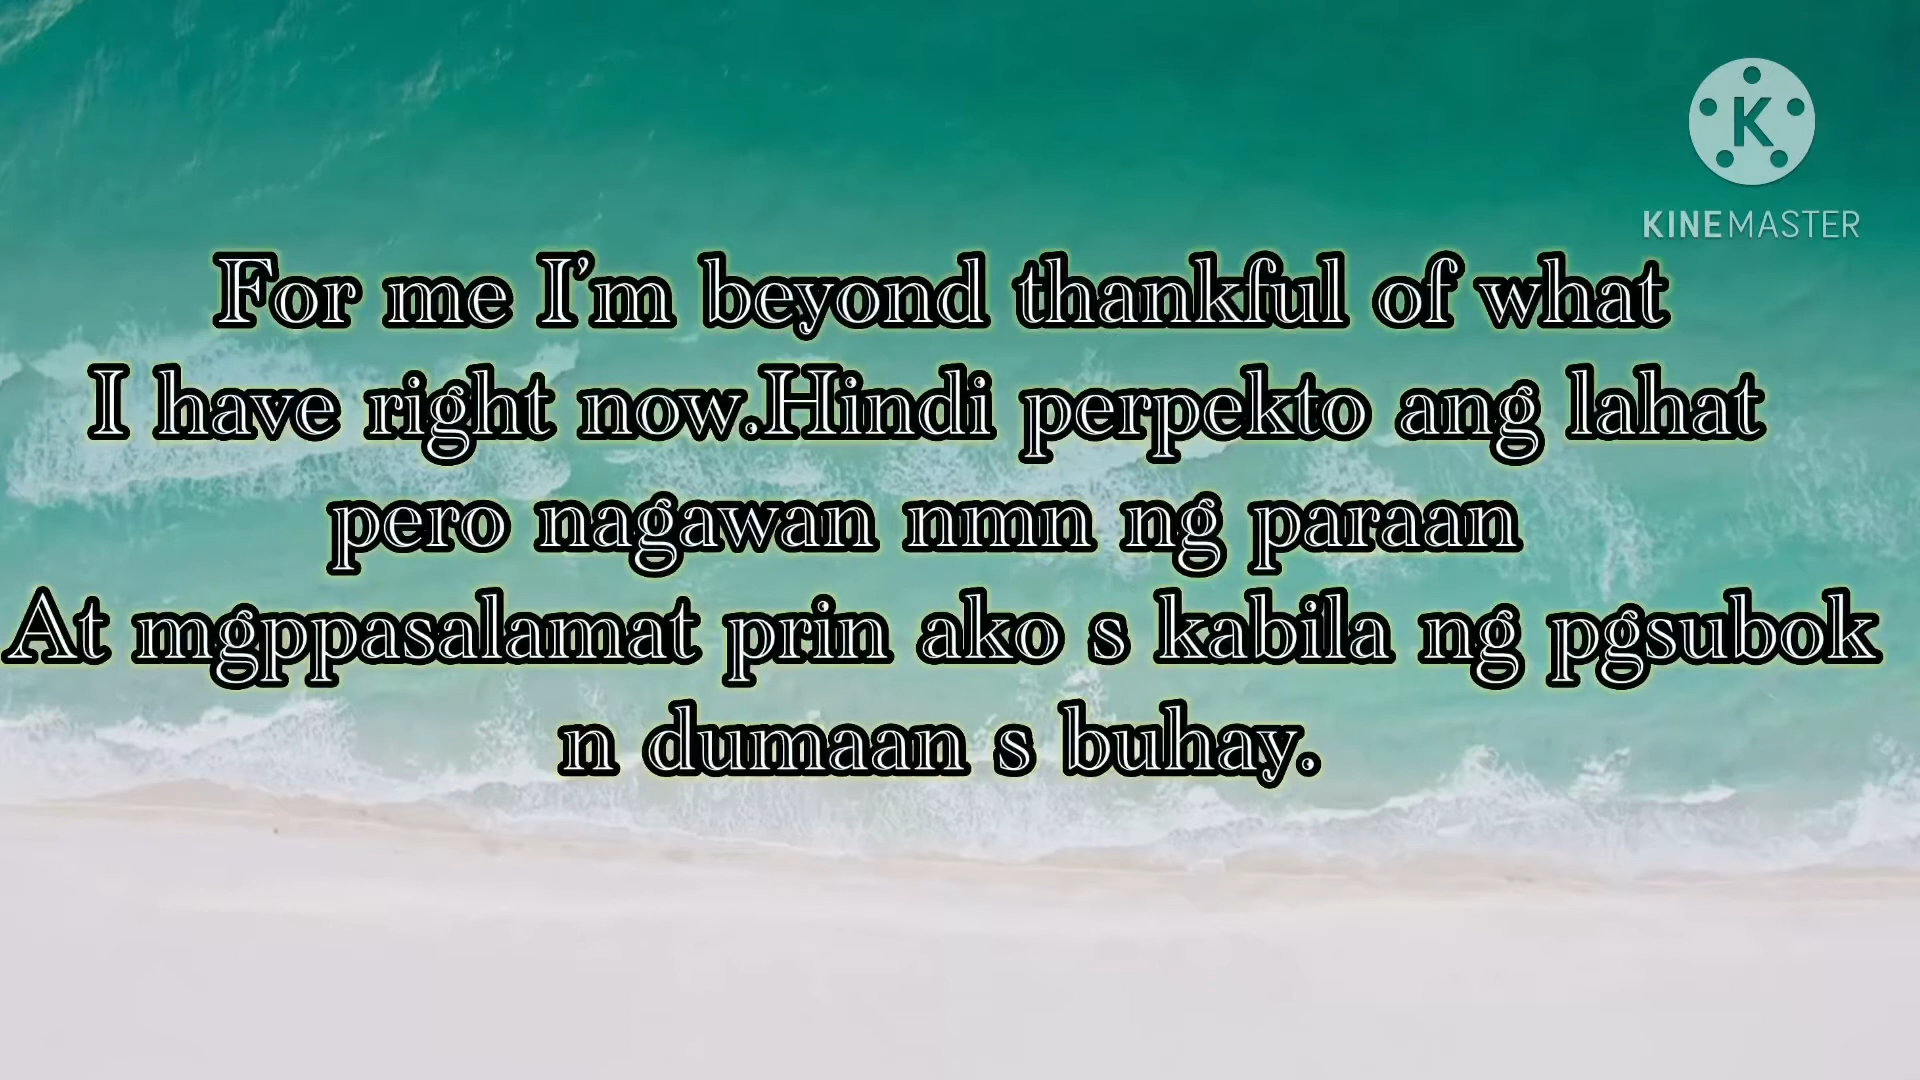 K
KINEMASTER
For me I'm beyond thankful of what
I have right now.Hindi perpekto ang lahat
pero nagawan nmn ng paraan
At mgppasalamat prin ako s kabila ng pgsubok
n dumaan s buhay.